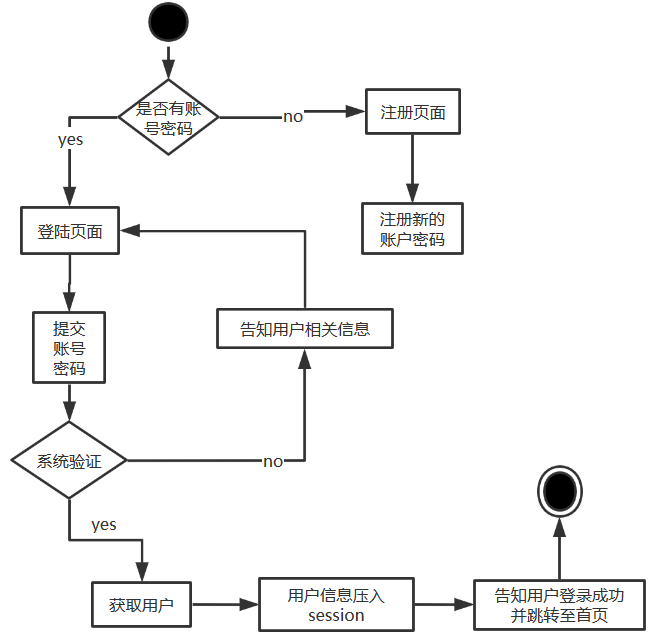 是否有账
号密码
no
注册页面
yes
登陆页面
注册新的
账户密码
提交
账号
密码
告知用户相关信息
系统验证
no
yes
获取用户
用户信息压入
session
告知用户登录成功
并跳转至首页